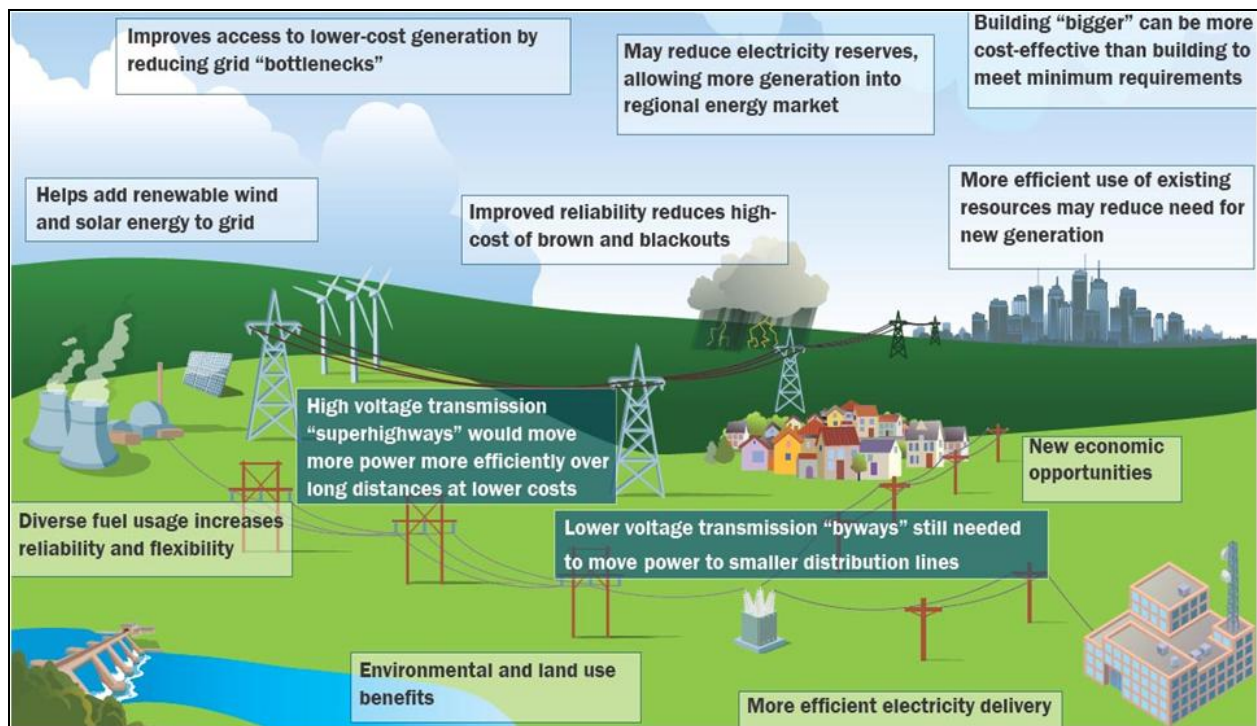 Improves access to lower-cost generation by
reducing grid “bottlenecks”
May reduce electricity reserves,
allowing more generation into
regional energy market
Building “bigger” can be more
cost-effective than building to
meet minimum requirements
Helps add renewable wind
and solar energy to grid
Improved reliability reduces high-
cost of brown and blackouts
More efficient use of existing
resources may reduce need for
new generation
High voltage transmission
“superhighways” would move
more power more efficiently over
long distances at lower costs
New economic
opportunities
Diverse fuel usage increases
reliability and flexibility
Lower voltage transmission “byways” still needed
to move power to smaller distribution lines
Environmental and land use
benefits
More efficient electricity delivery